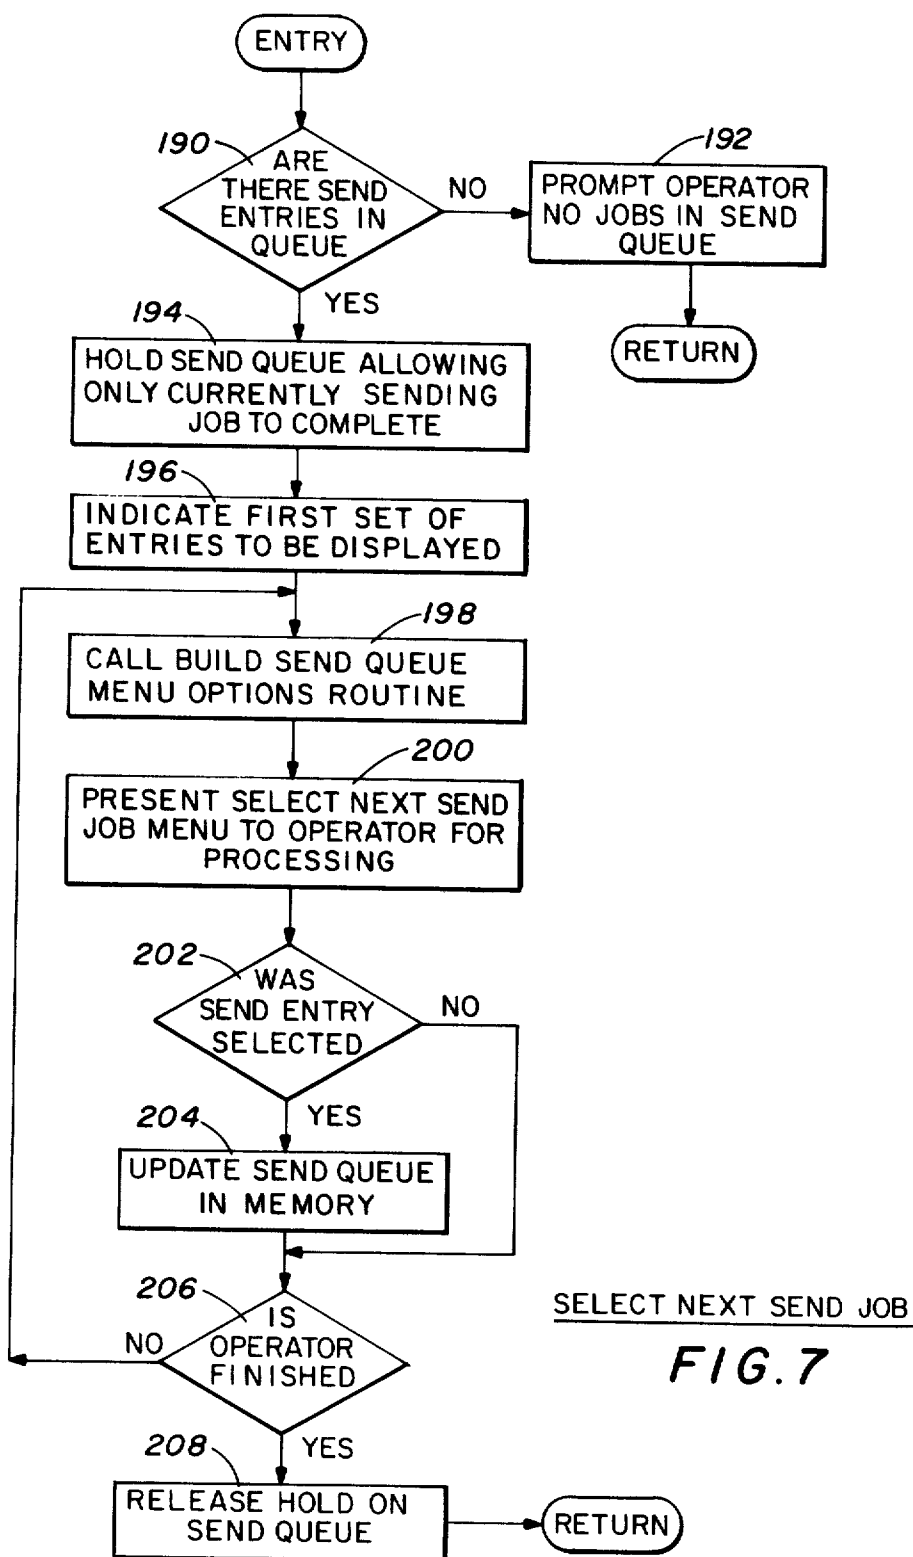 ENTRY
190
ARE
THERE SEND
ENTRIES IN
QUEUE
NO
192
PROMPT OPERATOR
NO JOBS IN SEND
QUEUE
RETURN
YES
194
HOLD SEND QUEUE ALLOWING
ONLY CURRENTLY SENDING
JOB TO COMPLETE
196
INDICATE FIRST SET OF
ENTRIES TO BE DISPLAYED
198
CALL BUILD SEND QUEUE
MENU OPTIONS ROUTINE
200
PRESENT SELECT NEXT SEND
JOB MENU TO OPERATOR FOR
PROCESSING
202
WAS
SEND ENTRY
SELECTED
NO
YES
204
UPDATE SEND QUEUE
IN MEMORY
206
IS
OPERATOR
FINISHED
NO
YES
208
RELEASE HOLD ON
SEND QUEUE
RETURN
SELECT NEXT SEND JOB
FIG. 7